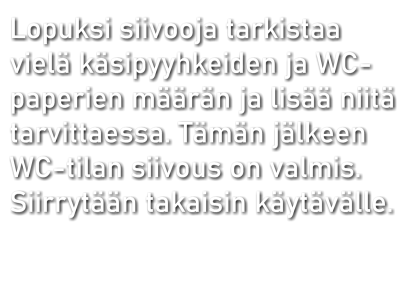 Lopuksi siivooja tarkistaa
vielä käsipyyhkeiden ja WC-
paperien määrän ja lisää niitä
tarvittaessa. Tämän jälkeen
WC-tilan siivous on valmis.
Siirrytään takaisin käytävälle.